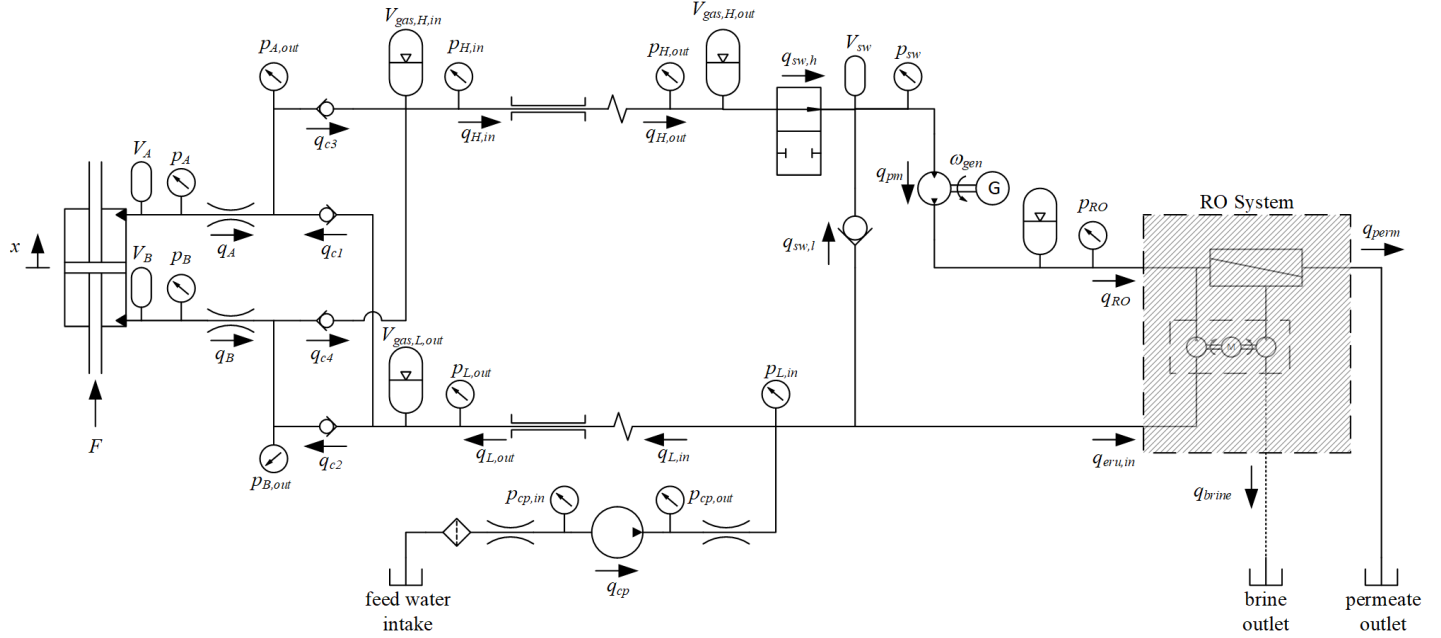 V_gas,H,in
V_gas,H,out
p_A,out
p_H,in
p_H,out
V_sw
p_sw
q_sw,h
q_c3
q_H,in
q_H,out
V_A
p_A
q_pm
ω_gen
G
RO System
p_RO
q_perm
x
q_A
q_c1
q_sw,l
V_B
p_B
q_RO
q_B
q_c4
V_gas,L,out
M
p_L,out
p_L,in
F
q_c2
q_L,out
q_L,in
q_eru,in
p_B,out
p_cp,in
p_cp,out
q_brine
q_cp
feed water
intake
brine
outlet
permeate
outlet